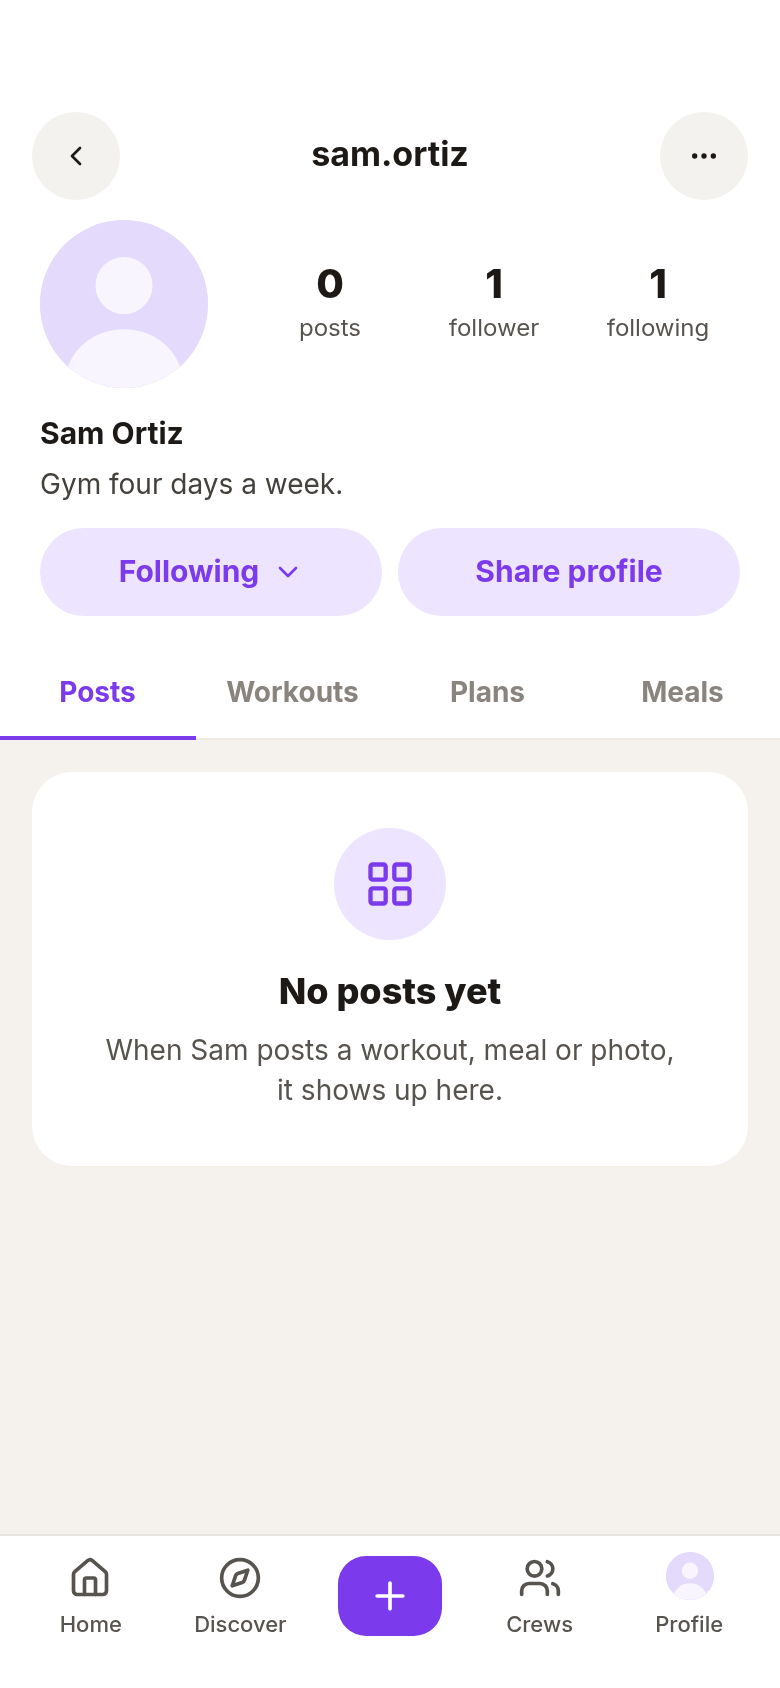 sam.ortiz
0 1 1
posts follower following
Sam Ortiz
Gym four days a week.
Following Share profile
Posts Workouts Plans Meals
No posts yet
When Sam posts a workout, meal or photo,
it shows up here.
Home Discover Crews Profile